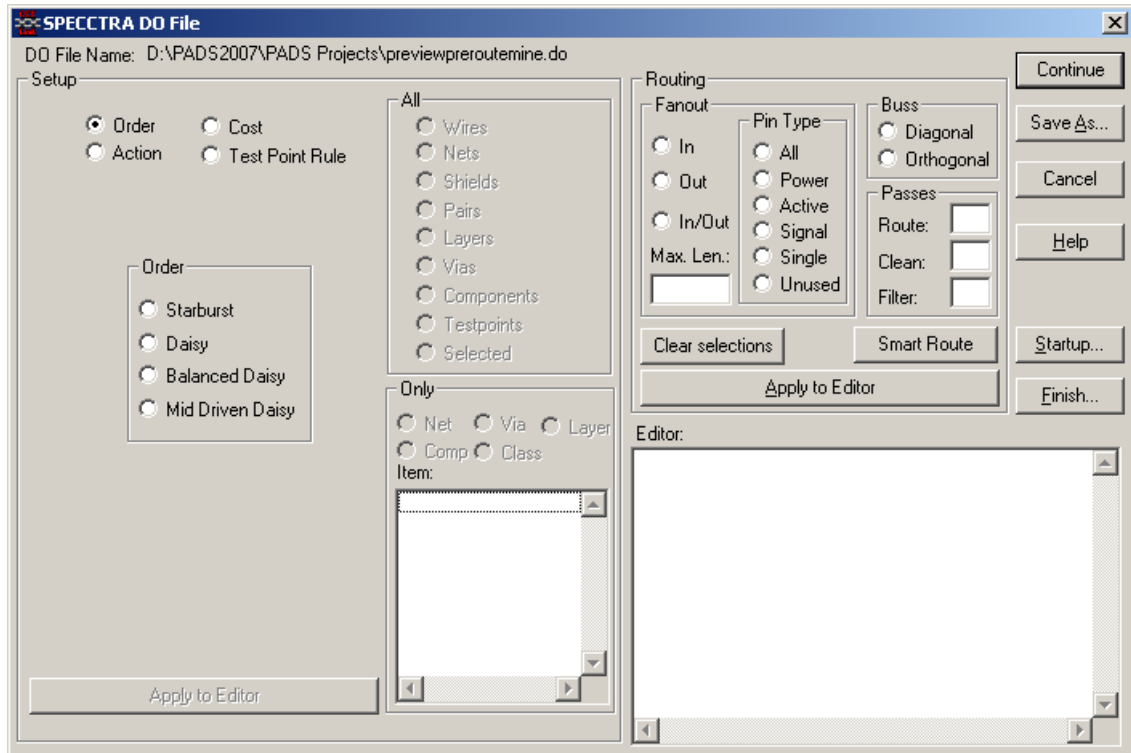 SPECCTRA DO File
DO File Name: D:\PADS2007\PADS Projects\previewpreroutemine.do
Setup
Order
Cost
Action
Test Point Rule
Order
Starburst
Daisy
Balanced Daisy
Mid Driven Daisy
Apply to Editor
All
Wires
Nets
Shields
Pairs
Layers
Vias
Components
Testpoints
Selected
Only
Net
Via
Layer
Comp
Class
Item:
Routing
Fanout
In
Out
In/Out
Max. Len.:
Pin Type
All
Power
Active
Signal
Single
Unused
Buss
Diagonal
Orthogonal
Passes
Route:
Clean:
Filter:
Clear selections
Smart Route
Apply to Editor
Editor:
Continue
Save As...
Cancel
Help
Startup...
Finish...